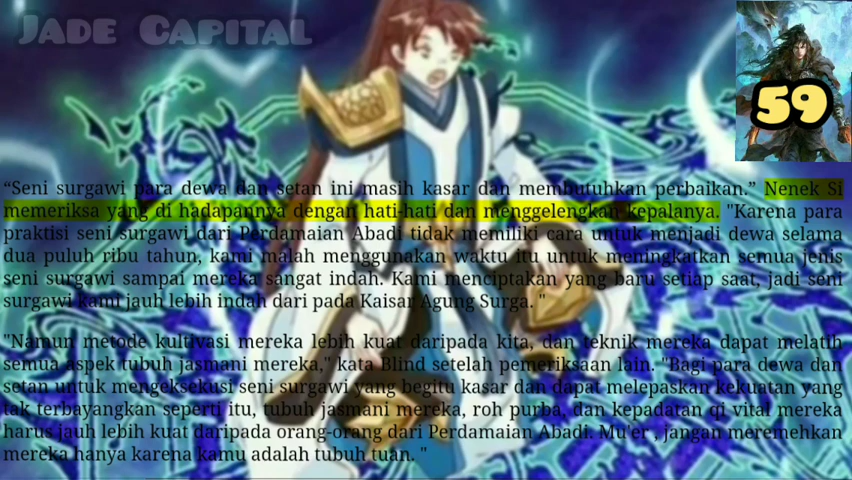 JADE CAPITAL
59
“Seni surgawi para dewa dan setan ini masih kasar dan membutuhkan perbaikan.” Nenek Si
memeriksa yang di hadapannya dengan hati-hati dan menggelengkan kepalanya. "Karena para
praktisi seni surgawi dari Perdamaian Abadi tidak memiliki cara untuk menjadi dewa selama
dua puluh ribu tahun, kami malah menggunakan waktu itu untuk meningkatkan semua jenis
seni surgawi sampai mereka sangat indah. Kami menciptakan yang baru setiap saat, jadi seni
surgawi kami jauh lebih indah dari pada Kaisar Agung Surga. "
"Namun metode kultivasi mereka lebih kuat daripada kita, dan teknik mereka dapat melatih
semua aspek tubuh jasmani mereka," kata Blind setelah pemeriksaan lain. "Bagi para dewa dan
setan untuk mengeksekusi seni surgawi yang begitu kasar dan dapat melepaskan kekuatan yang
tak terbayangkan seperti itu, tubuh jasmani mereka, roh purba, dan kepadatan qi vital mereka
harus jauh lebih kuat daripada orang-orang dari Perdamaian Abadi. Mu'er , jangan meremehkan
mereka hanya karena kamu adalah tubuh tuan. "